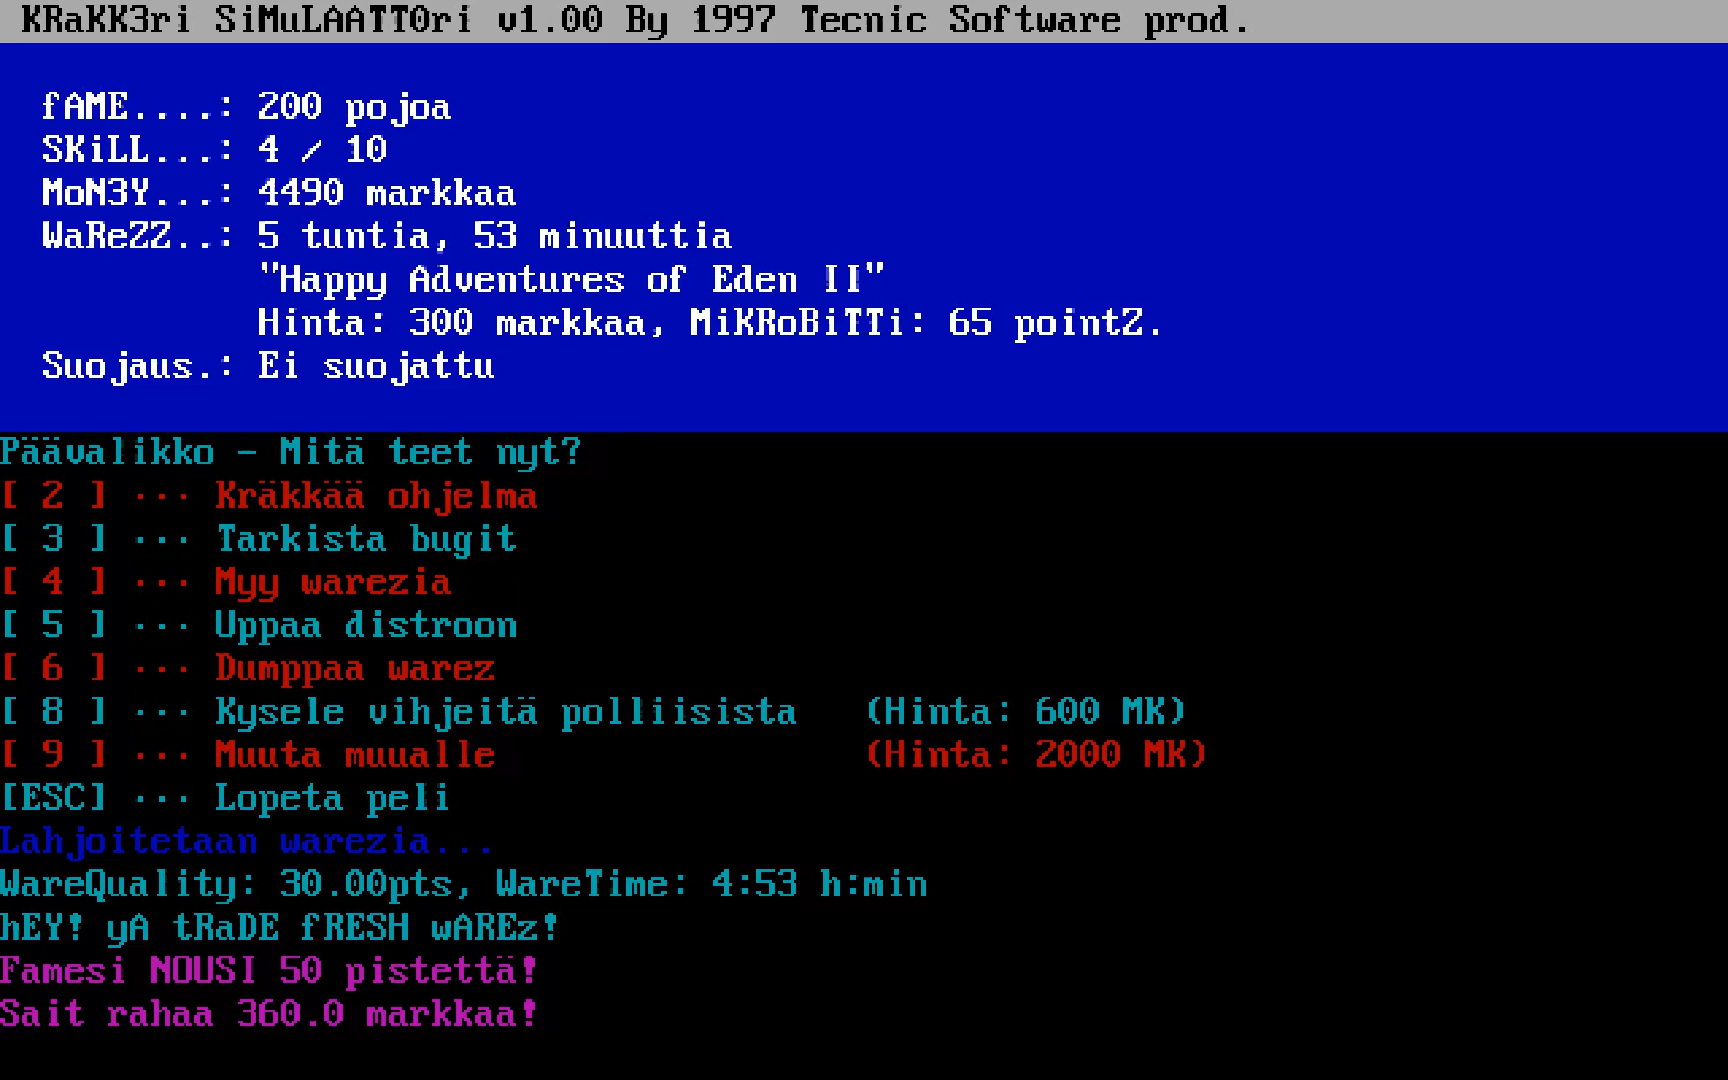 KRaKK3ri SiMuLAATT0ri v1.00 By 1997 Tecnic Software prod.
fAME....: 200 pojoa
SKiLL...: 4 / 10
MoN3Y...: 4490 markkaa
WaReZZ..: 5 tuntia, 53 minuuttia
"Happy Adventures of Eden II"
Hinta: 300 markkaa, MiKRoBiTTi: 65 pointZ.
Suojaus.: Ei suojattu
Päävalikko - Mitä teet nyt?
[ 2 ] ··· Kräkkää ohjelma
[ 3 ] ··· Tarkista bugit
[ 4 ] ··· Myy warezia
[ 5 ] ··· Uppaa distroon
[ 6 ] ··· Dumppaa warez
[ 8 ] ··· Kysele vihjeitä polliisista (Hinta: 600 MK)
[ 9 ] ··· Muuta muualle (Hinta: 2000 MK)
[ESC] ··· Lopeta peli
Lahjoitetaan warezia...
WareQuality: 30.00pts, WareTime: 4:53 h:min
hEY! yA tRaDE fRESH wAREz!
Famesi NOUSI 50 pistettä!
Sait rahaa 360.0 markkaa!